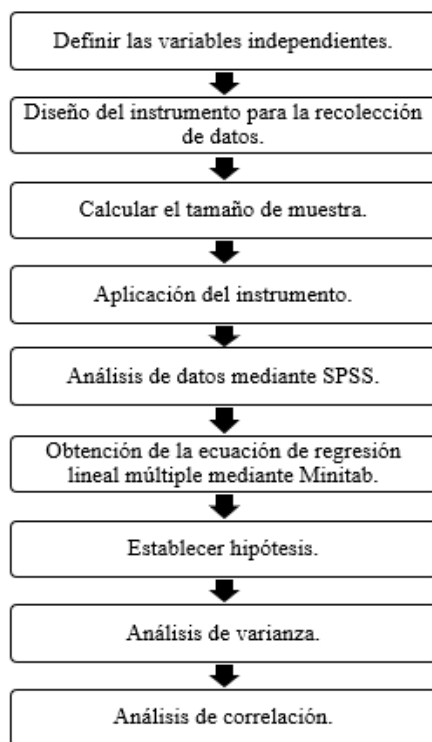 Definir las variables independientes.
Diseño del instrumento para la recolección
de datos.
Calcular el tamaño de muestra.
Aplicación del instrumento.
Análisis de datos mediante SPSS.
Obtención de la ecuación de regresión
lineal múltiple mediante Minitab.
Establecer hipótesis.
Análisis de varianza.
Análisis de correlación.